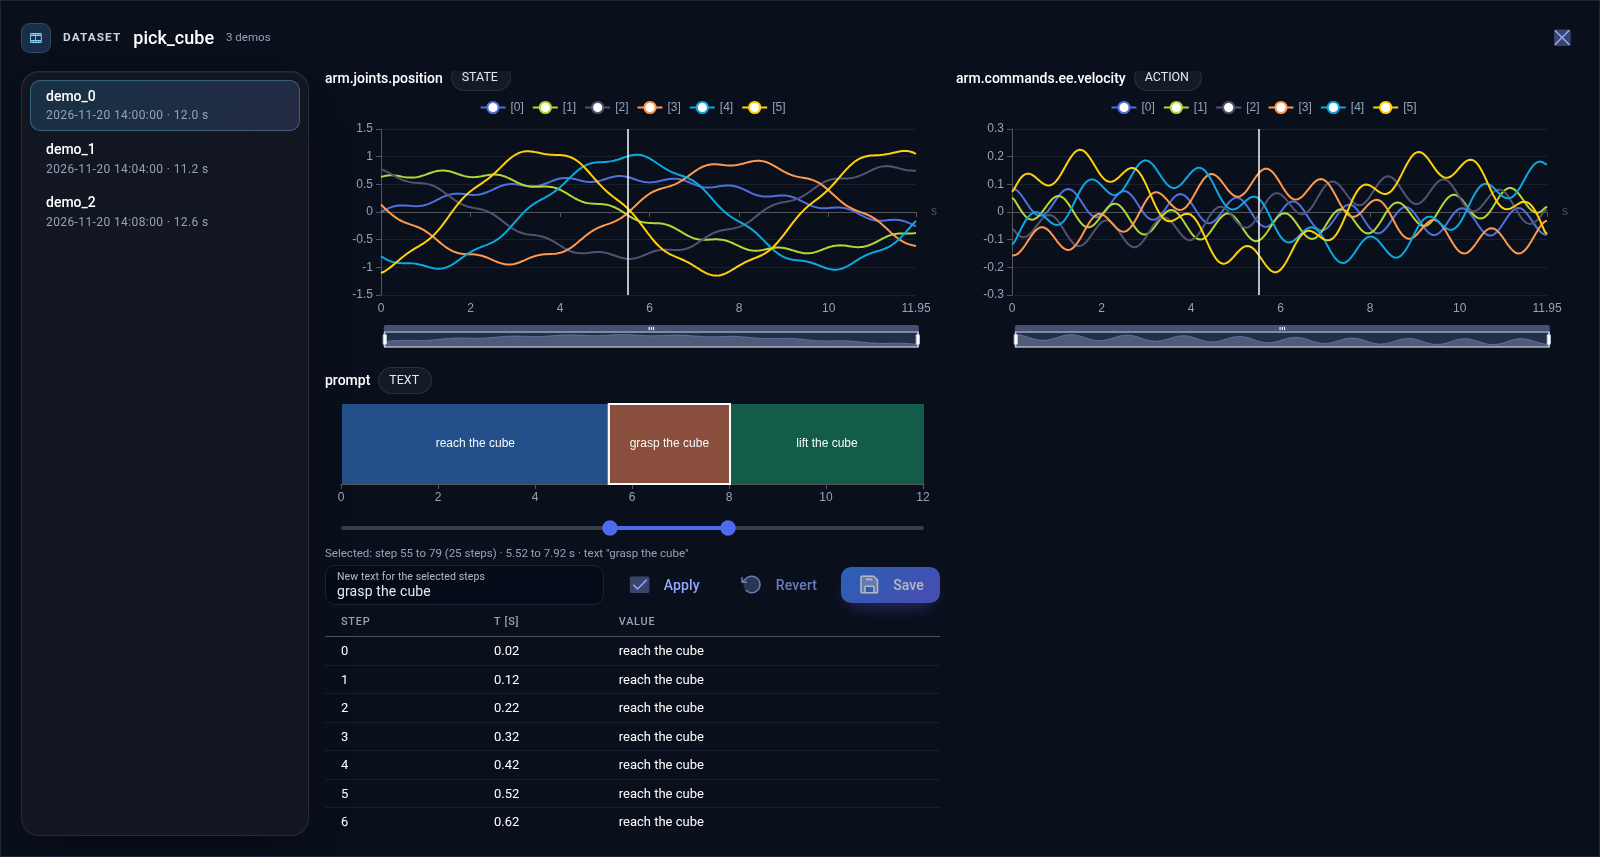 DATASET pick_cube 3 demos
demo_0
2026-11-20 14:00:00 · 12.0 s
demo_1
2026-11-20 14:04:00 · 11.2 s
demo_2
2026-11-20 14:08:00 · 12.6 s
arm.joints.position STATE
[0] [1] [2] [3] [4] [5]
1.5
1
0.5
0
-0.5
-1
-1.5
s
0 2 4 6 8 10 11.95
arm.commands.ee.velocity ACTION
[0] [1] [2] [3] [4] [5]
0.3
0.2
0.1
0
-0.1
-0.2
-0.3
s
0 2 4 6 8 10 11.95
prompt TEXT
reach the cube grasp the cube lift the cube
0 2 4 6 8 10 12
Selected: step 55 to 79 (25 steps) · 5.52 to 7.92 s · text "grasp the cube"
New text for the selected steps
grasp the cube
Apply Revert Save
STEP T [S] VALUE
0 0.02 reach the cube
1 0.12 reach the cube
2 0.22 reach the cube
3 0.32 reach the cube
4 0.42 reach the cube
5 0.52 reach the cube
6 0.62 reach the cube